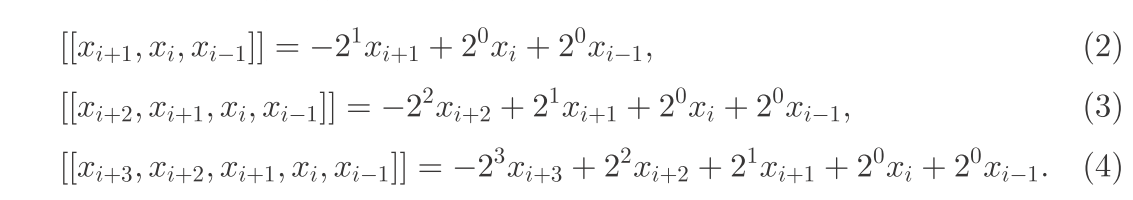 [[x_{i+1}, x_i, x_{i-1}]] = -2^1 x_{i+1} + 2^0 x_i + 2^0 x_{i-1}, (2)
[[x_{i+2}, x_{i+1}, x_i, x_{i-1}]] = -2^2 x_{i+2} + 2^1 x_{i+1} + 2^0 x_i + 2^0 x_{i-1}, (3)
[[x_{i+3}, x_{i+2}, x_{i+1}, x_i, x_{i-1}]] = -2^3 x_{i+3} + 2^2 x_{i+2} + 2^1 x_{i+1} + 2^0 x_i + 2^0 x_{i-1}. (4)